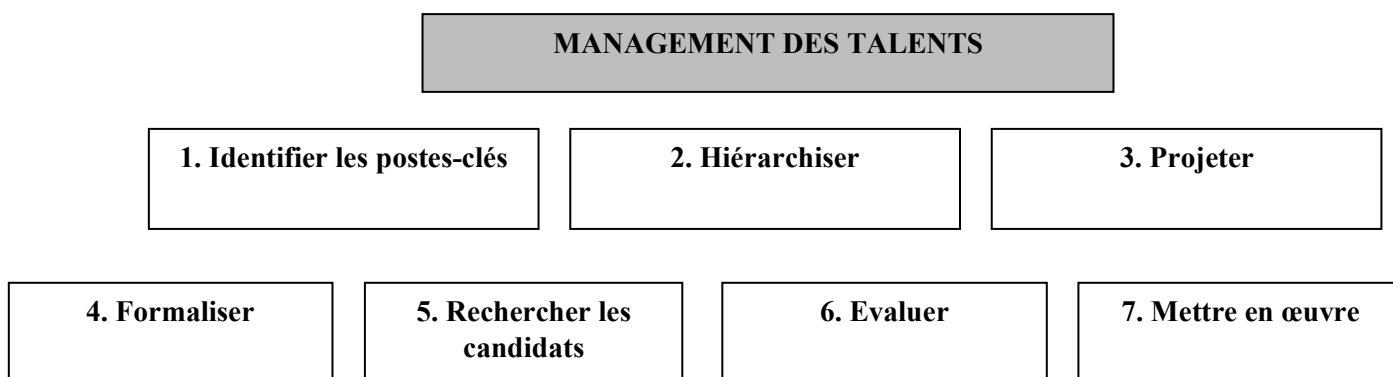 MANAGEMENT DES TALENTS
1. Identifier les postes-clés
2. Hiérarchiser
3. Projeter
4. Formaliser
5. Rechercher les
candidats
6. Evaluer
7. Mettre en œuvre